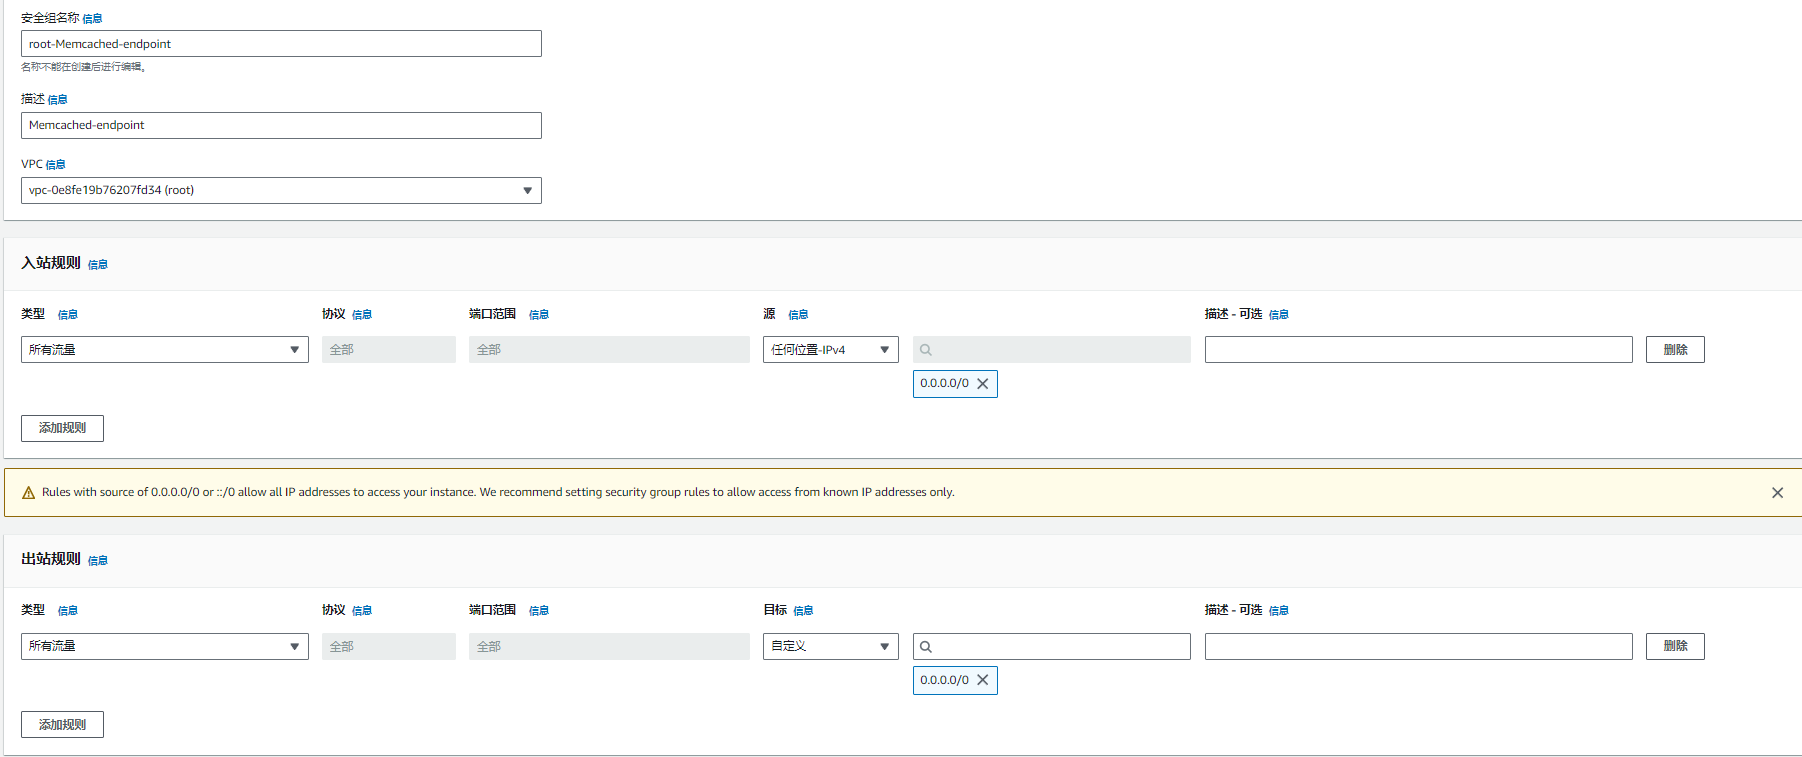 安全组名称 信息
root-Memcached-endpoint
名称不能在创建后进行编辑。
描述 信息
Memcached-endpoint
VPC 信息
vpc-0e8fe19b76207fd34 (root)
入站规则 信息
类型 信息 协议 信息 端口范围 信息 源 信息 描述 - 可选 信息
所有流量 全部 全部 任何位置-IPv4 删除
0.0.0.0/0
添加规则
Rules with source of 0.0.0.0/0 or ::/0 allow all IP addresses to access your instance. We recommend setting security group rules to allow access from known IP addresses only.
出站规则 信息
类型 信息 协议 信息 端口范围 信息 目标 信息 描述 - 可选 信息
所有流量 全部 全部 自定义 删除
0.0.0.0/0
添加规则